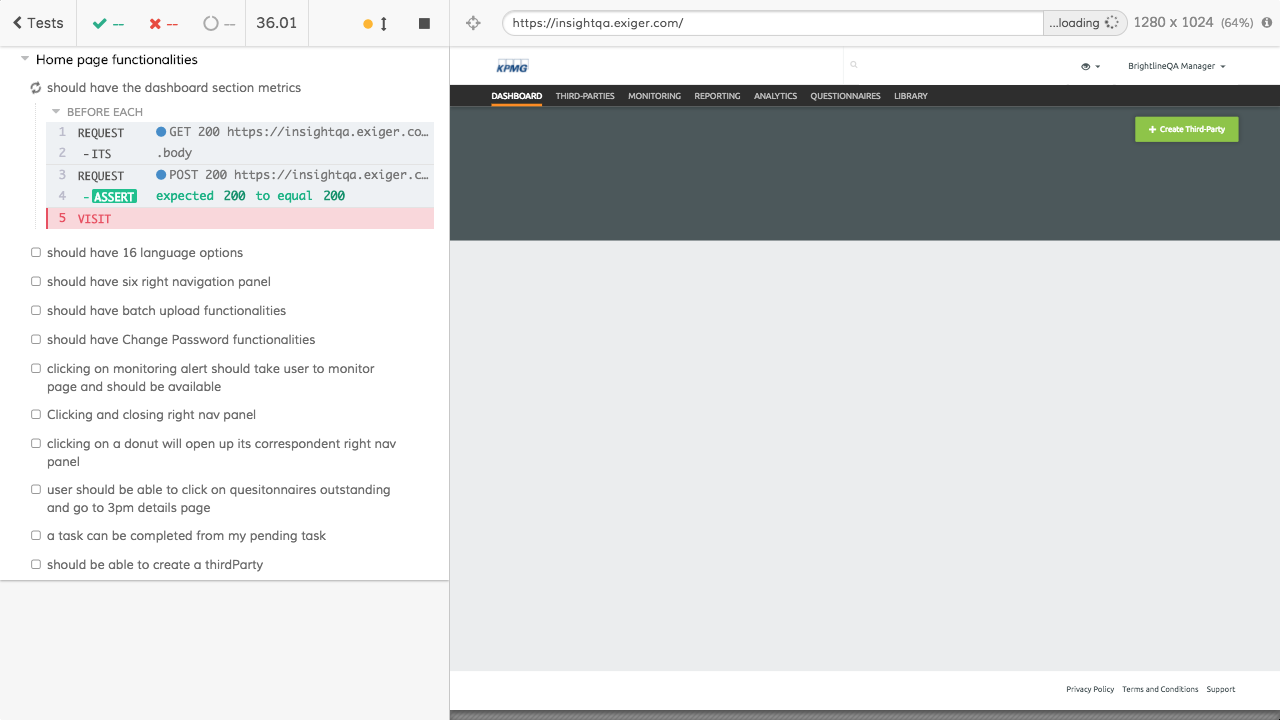 Tests
--
--
--
36.01
https://insightqa.exiger.com/
...loading
1280 x 1024 (64%)
Home page functionalities
should have the dashboard section metrics
BEFORE EACH
1 REQUEST GET 200 https://insightqa.exiger.co...
2 - ITS .body
3 REQUEST POST 200 https://insightqa.exiger.c...
4 - ASSERT expected 200 to equal 200
5 VISIT
should have 16 language options
should have six right navigation panel
should have batch upload functionalities
should have Change Password functionalities
clicking on monitoring alert should take user to monitor
page and should be available
Clicking and closing right nav panel
clicking on a donut will open up its correspondent right nav
panel
user should be able to click on quesitonnaires outstanding
and go to 3pm details page
a task can be completed from my pending task
should be able to create a thirdParty
KPMG
BrightlineQA Manager
DASHBOARD THIRD-PARTIES MONITORING REPORTING ANALYTICS QUESTIONNAIRES LIBRARY
+ Create Third-Party
Privacy Policy Terms and Conditions Support